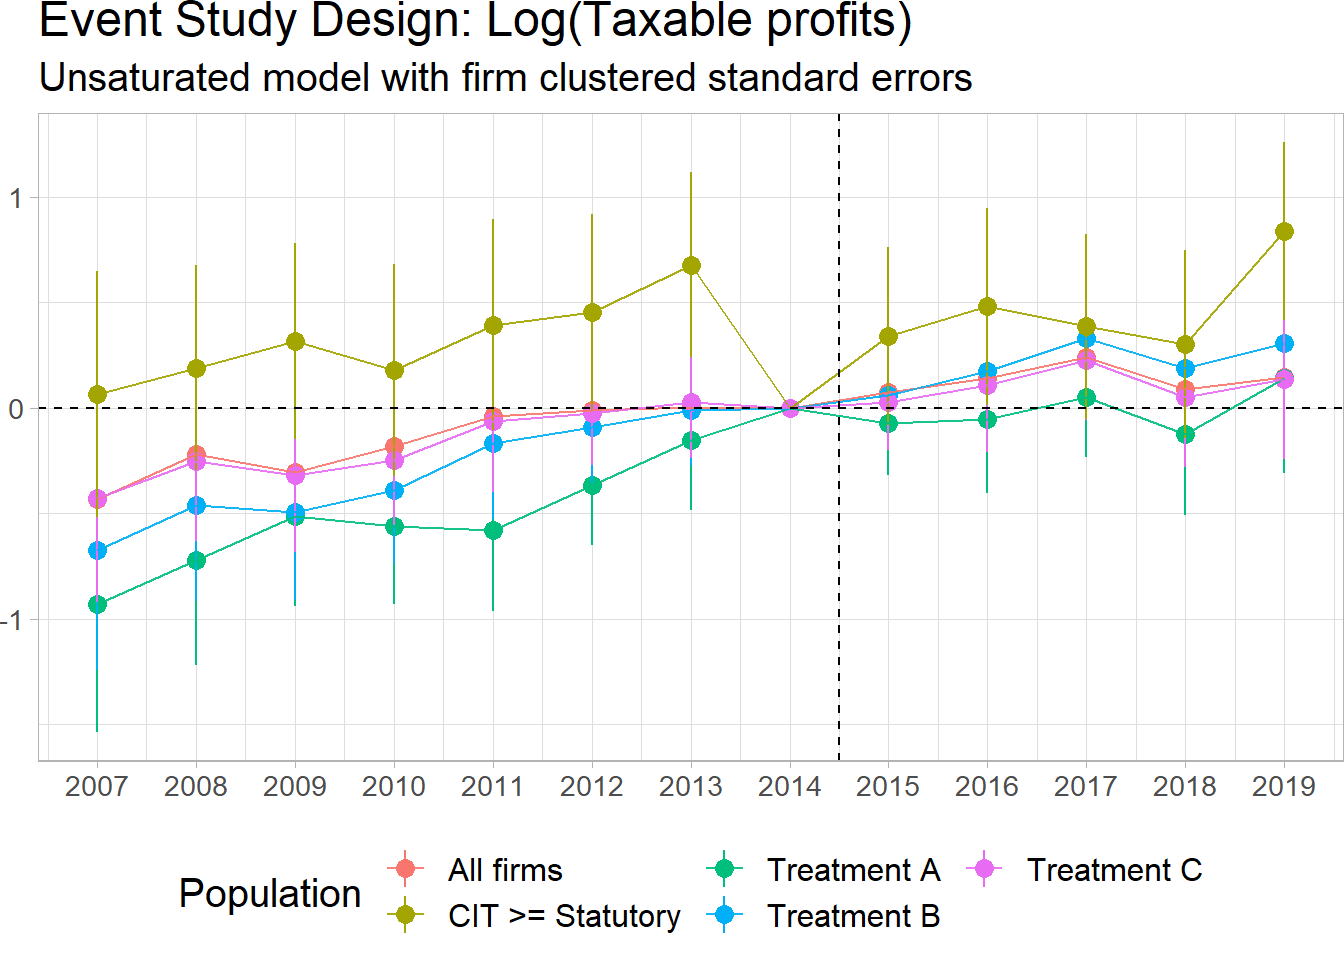 Event Study Design: Log(Taxable profits)
Unsaturated model with firm clustered standard errors
1
0
-1
2007 2008 2009 2010 2011 2012 2013 2014 2015 2016 2017 2018 2019
Population
All firms
CIT >= Statutory
Treatment A
Treatment B
Treatment C